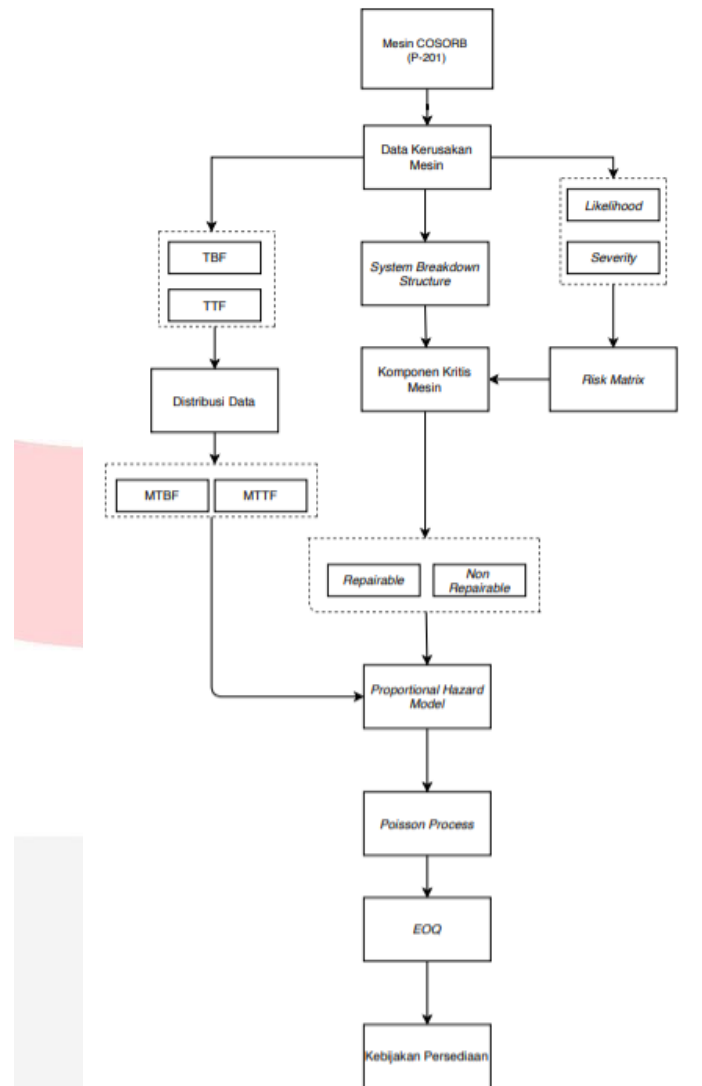 Mesin COSORB
(P-201)
Data Kerusakan
Mesin
Likelihood
Severity
TBF
TTF
System Breakdown
Structure
Komponen Kritis
Mesin
Risk Matrix
Distribusi Data
MTBF
MTTF
Repairable
Non
Repairable
Proportional Hazard
Model
Poisson Process
EOQ
Kebijakan Persediaan